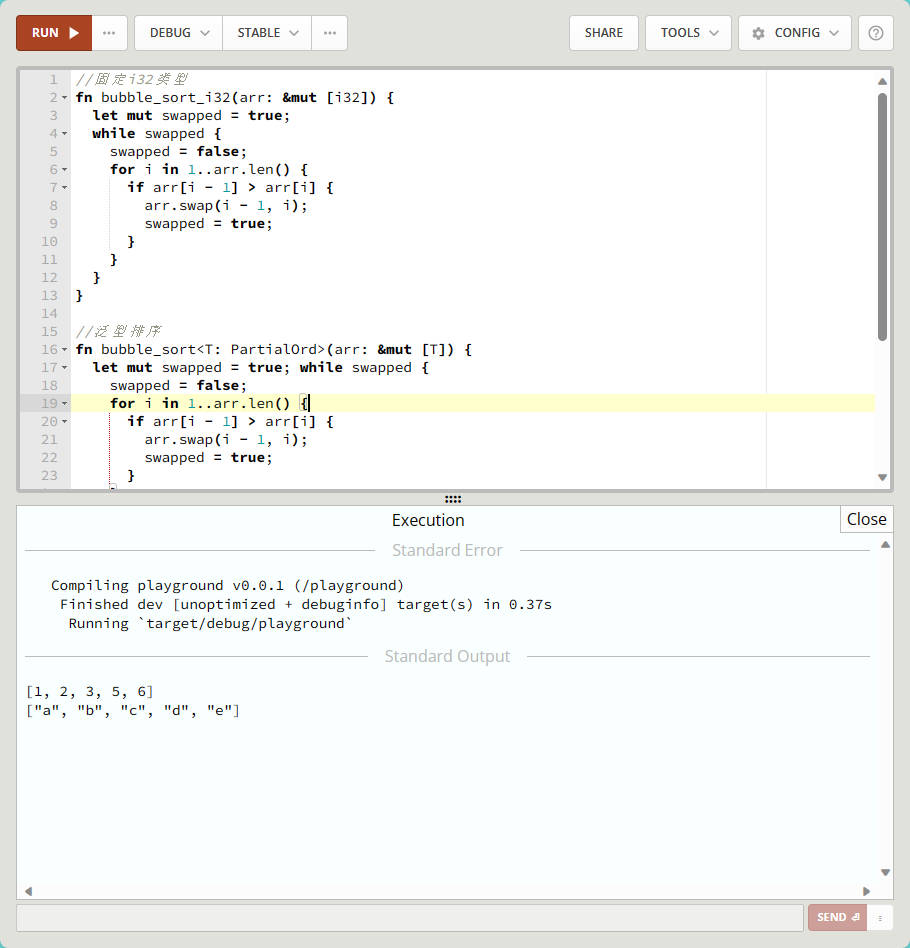 RUN ▶ ··· DEBUG STABLE ··· SHARE TOOLS CONFIG ?
1 //固定i32类型
2 fn bubble_sort_i32(arr: &mut [i32]) {
3   let mut swapped = true;
4   while swapped {
5     swapped = false;
6     for i in 1..arr.len() {
7       if arr[i - 1] > arr[i] {
8         arr.swap(i - 1, i);
9         swapped = true;
10       }
11     }
12   }
13 }
14
15 //泛型排序
16 fn bubble_sort<T: PartialOrd>(arr: &mut [T]) {
17   let mut swapped = true; while swapped {
18     swapped = false;
19     for i in 1..arr.len() {
20       if arr[i - 1] > arr[i] {
21         arr.swap(i - 1, i);
22         swapped = true;
23       }
Execution
Close
Standard Error
   Compiling playground v0.0.1 (/playground)
    Finished dev [unoptimized + debuginfo] target(s) in 0.37s
     Running `target/debug/playground`
Standard Output
[1, 2, 3, 5, 6]
["a", "b", "c", "d", "e"]
SEND